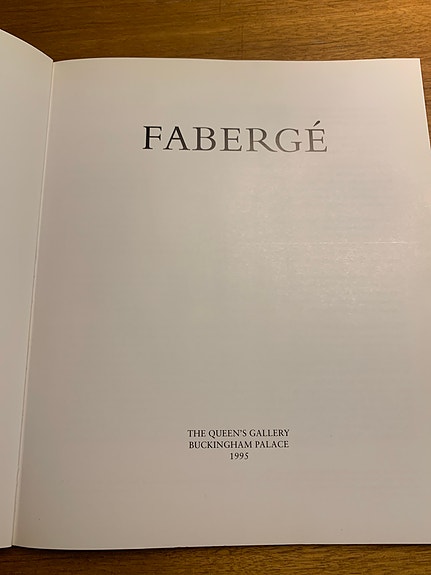 FABERGÉ
THE QUEEN'S GALLERY
BUCKINGHAM PALACE
1995